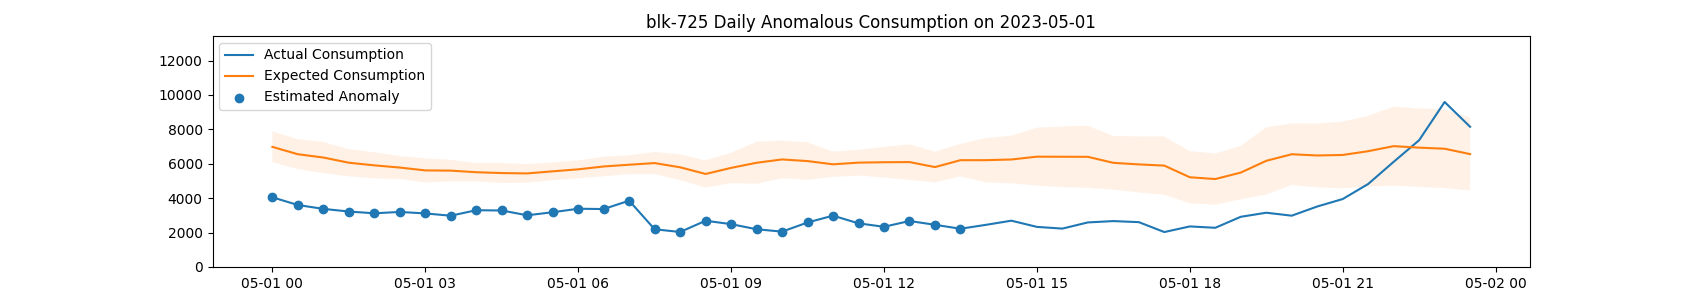 blk-725 Daily Anomalous Consumption on 2023-05-01
Actual Consumption
Expected Consumption
Estimated Anomaly
12000
10000
8000
6000
4000
2000
0
05-01 00 05-01 03 05-01 06 05-01 09 05-01 12 05-01 15 05-01 18 05-01 21 05-02 00